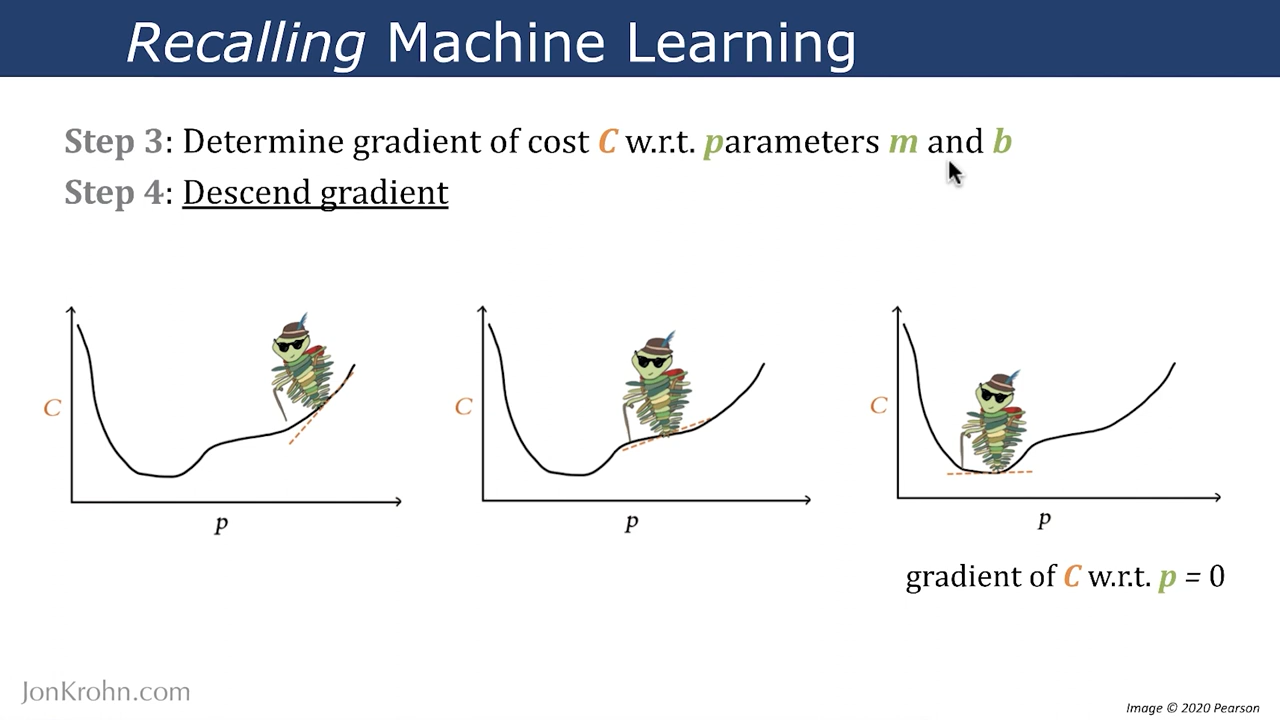 Recalling Machine Learning
Step 3: Determine gradient of cost C w.r.t. parameters m and b
Step 4: Descend gradient
C
p
C
p
C
p
gradient of C w.r.t. p = 0
JonKrohn.com
Image © 2020 Pearson